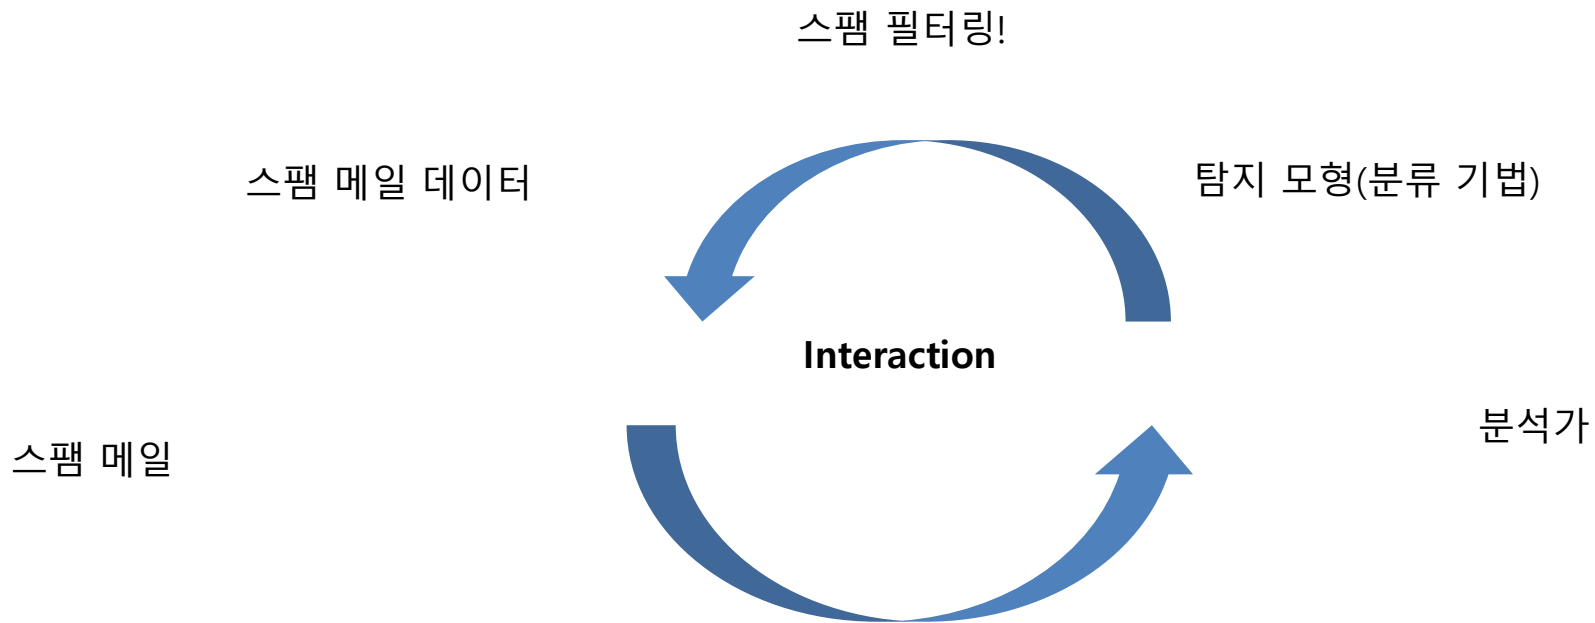 스팸 필터링!
스팸 메일 데이터
탐지 모형(분류 기법)
Interaction
분석가
스팸 메일